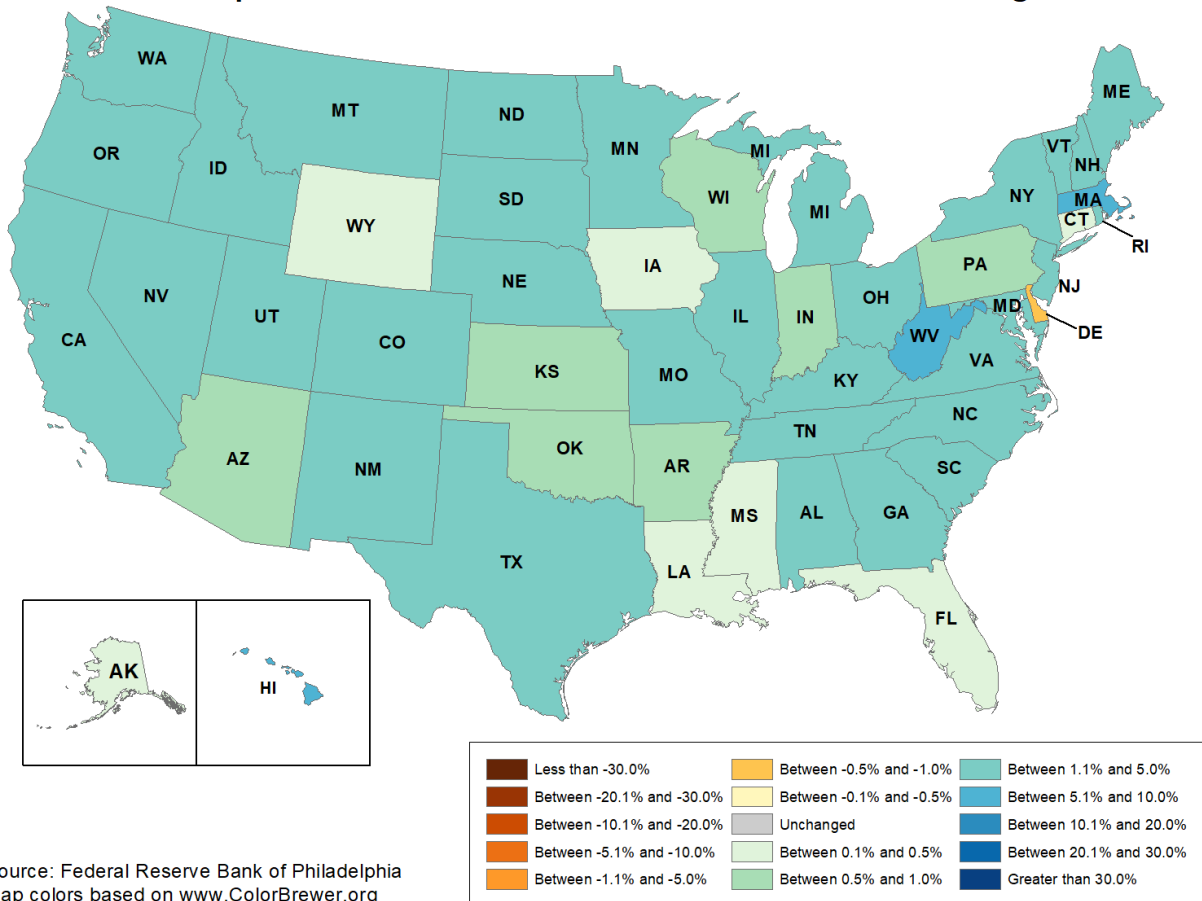 WA
MT
ND
MN
ME
OR
ID
SD
WI
MI
MI
VT
NH
NY
MA
CT
RI
WY
IA
PA
NJ
NE
NV
UT
CO
IL
IN
OH
MD
DE
WV
VA
CA
KS
MO
KY
NC
AZ
NM
OK
AR
TN
SC
MS
AL
GA
TX
LA
FL
AK
HI
Less than -30.0%
Between -20.1% and -30.0%
Between -10.1% and -20.0%
Between -5.1% and -10.0%
Between -1.1% and -5.0%
Between -0.5% and -1.0%
Between -0.1% and -0.5%
Unchanged
Between 0.1% and 0.5%
Between 0.5% and 1.0%
Between 1.1% and 5.0%
Between 5.1% and 10.0%
Between 10.1% and 20.0%
Between 20.1% and 30.0%
Greater than 30.0%
ource: Federal Reserve Bank of Philadelphia
ap colors based on www.ColorBrewer.org